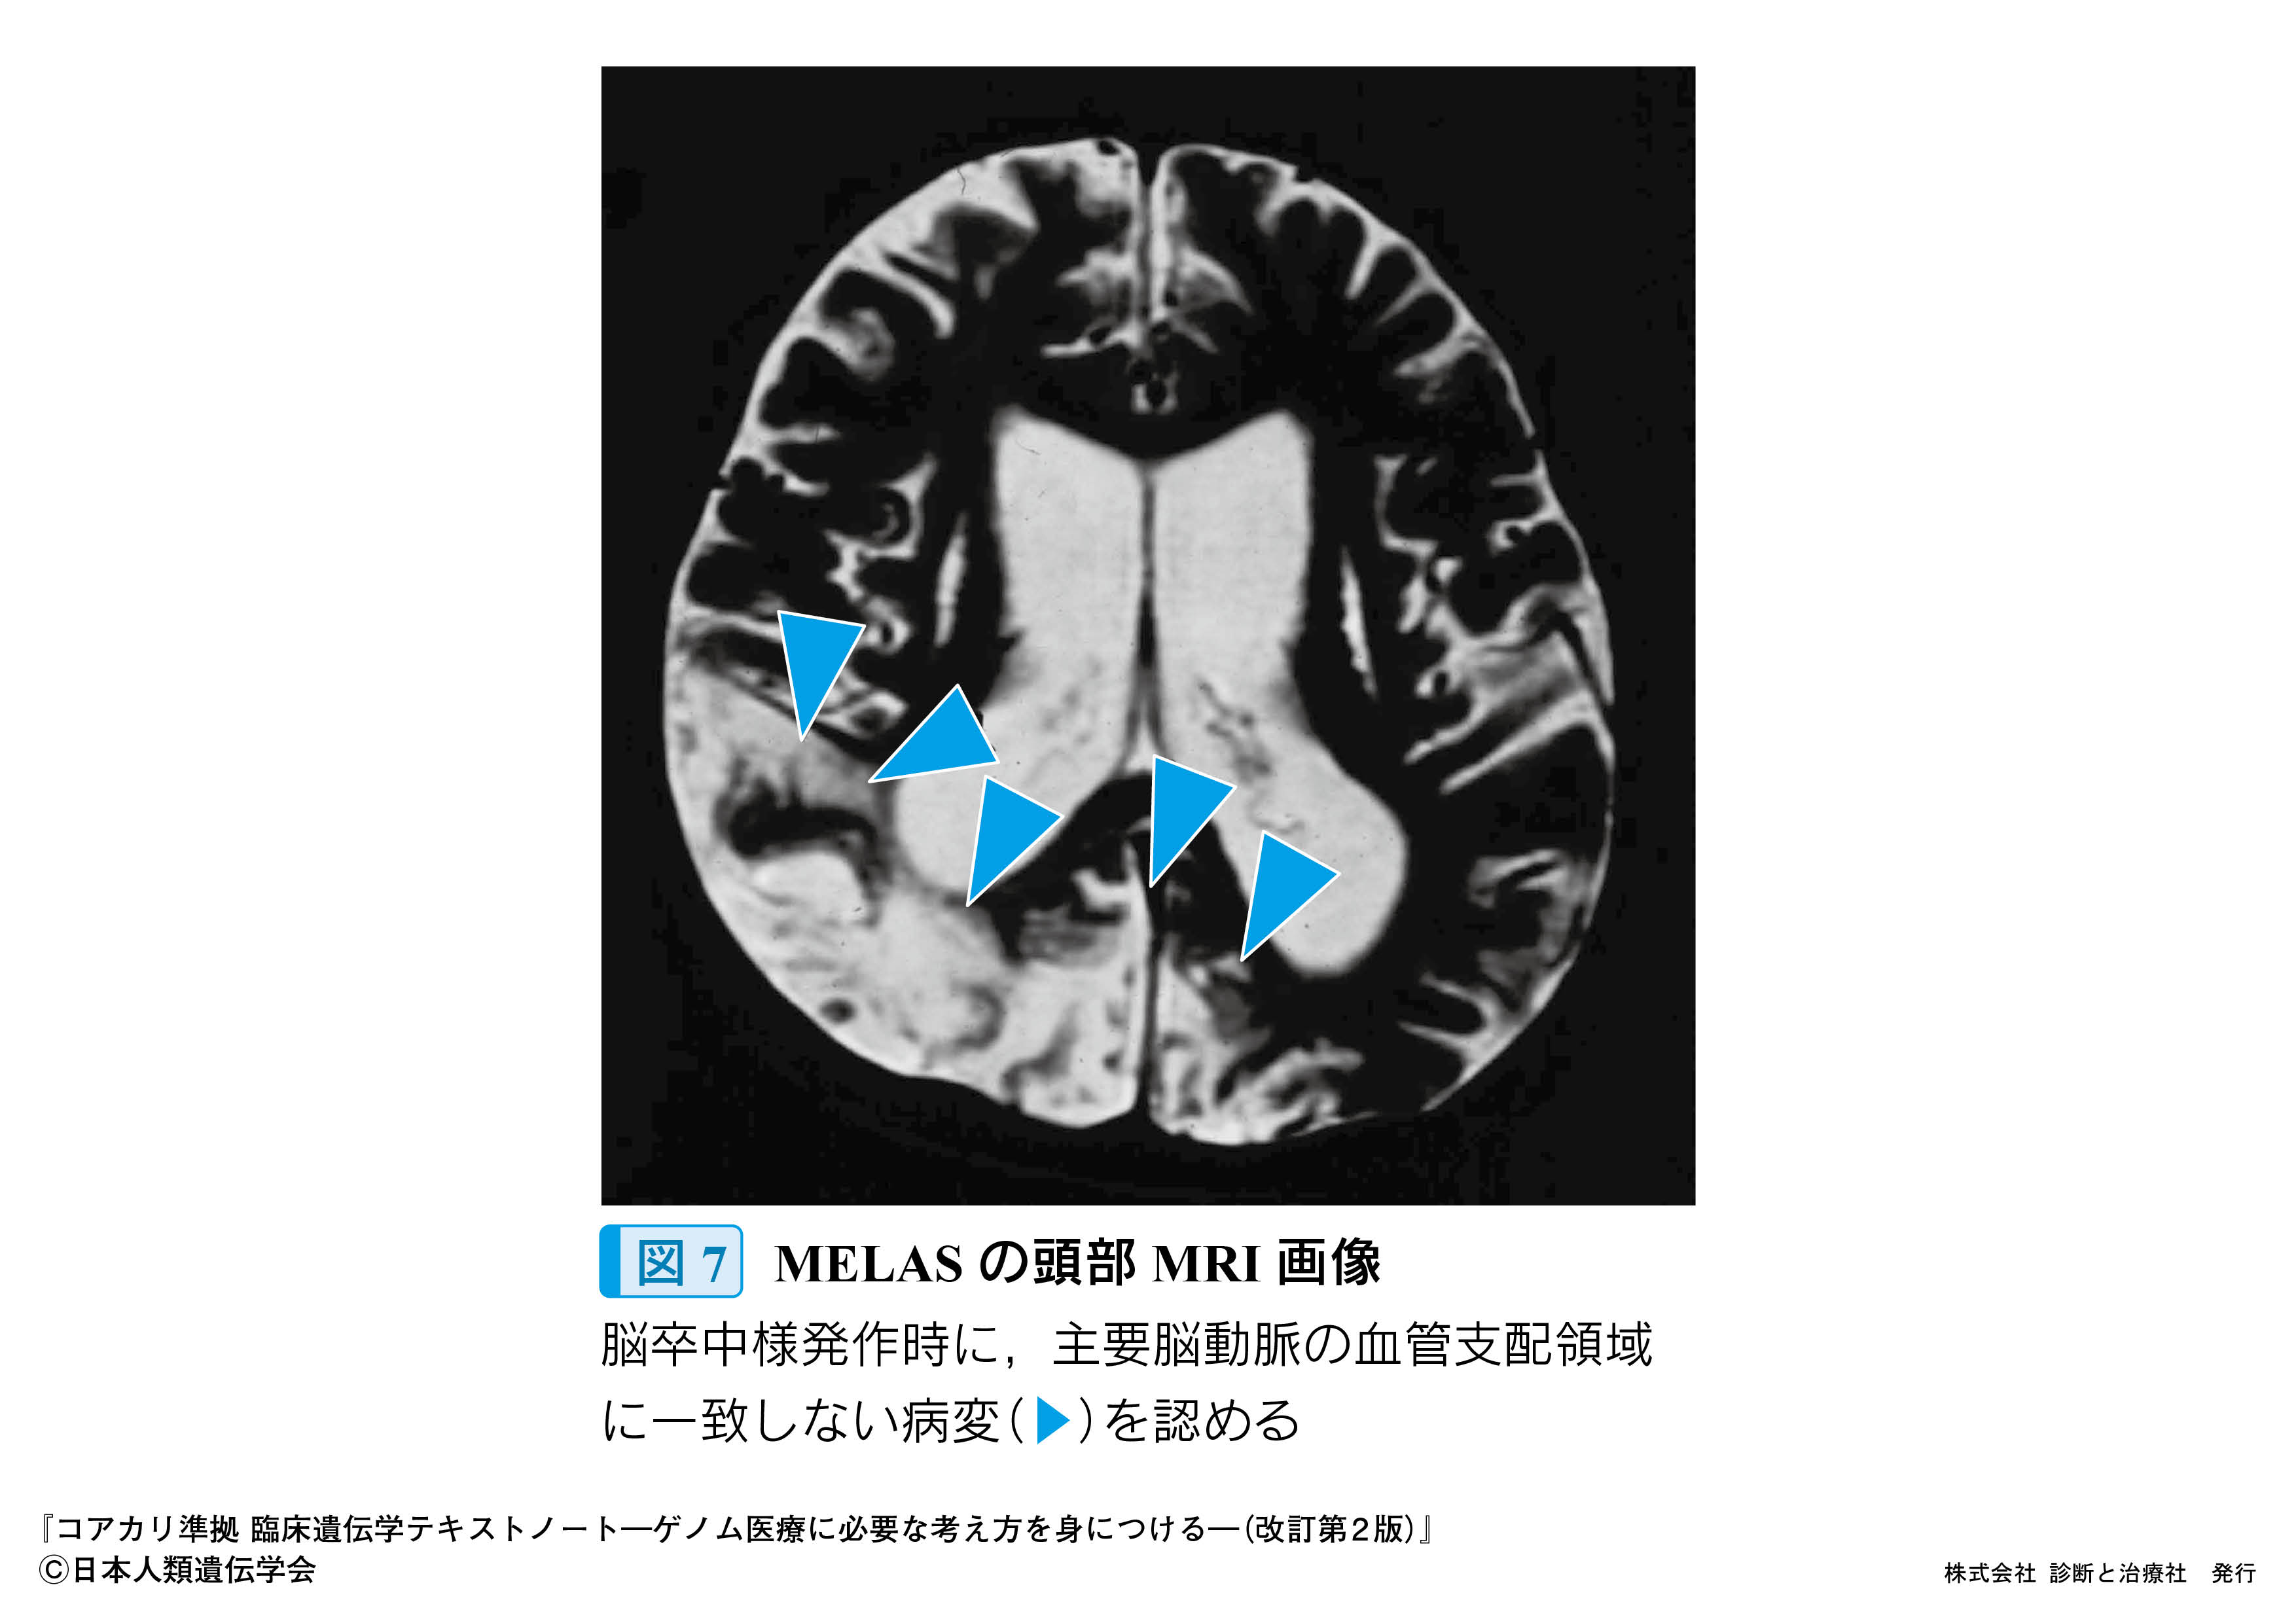 図 7 MELAS の頭部 MRI 画像
脳卒中様発作時に，主要脳動脈の血管支配領域
に一致しない病変（▶）を認める
『コアカリ準拠 臨床遺伝学テキストノート―ゲノム医療に必要な考え方を身につける―（改訂第２版）』
Ⓒ日本人類遺伝学会
株式会社 診断と治療社　発行